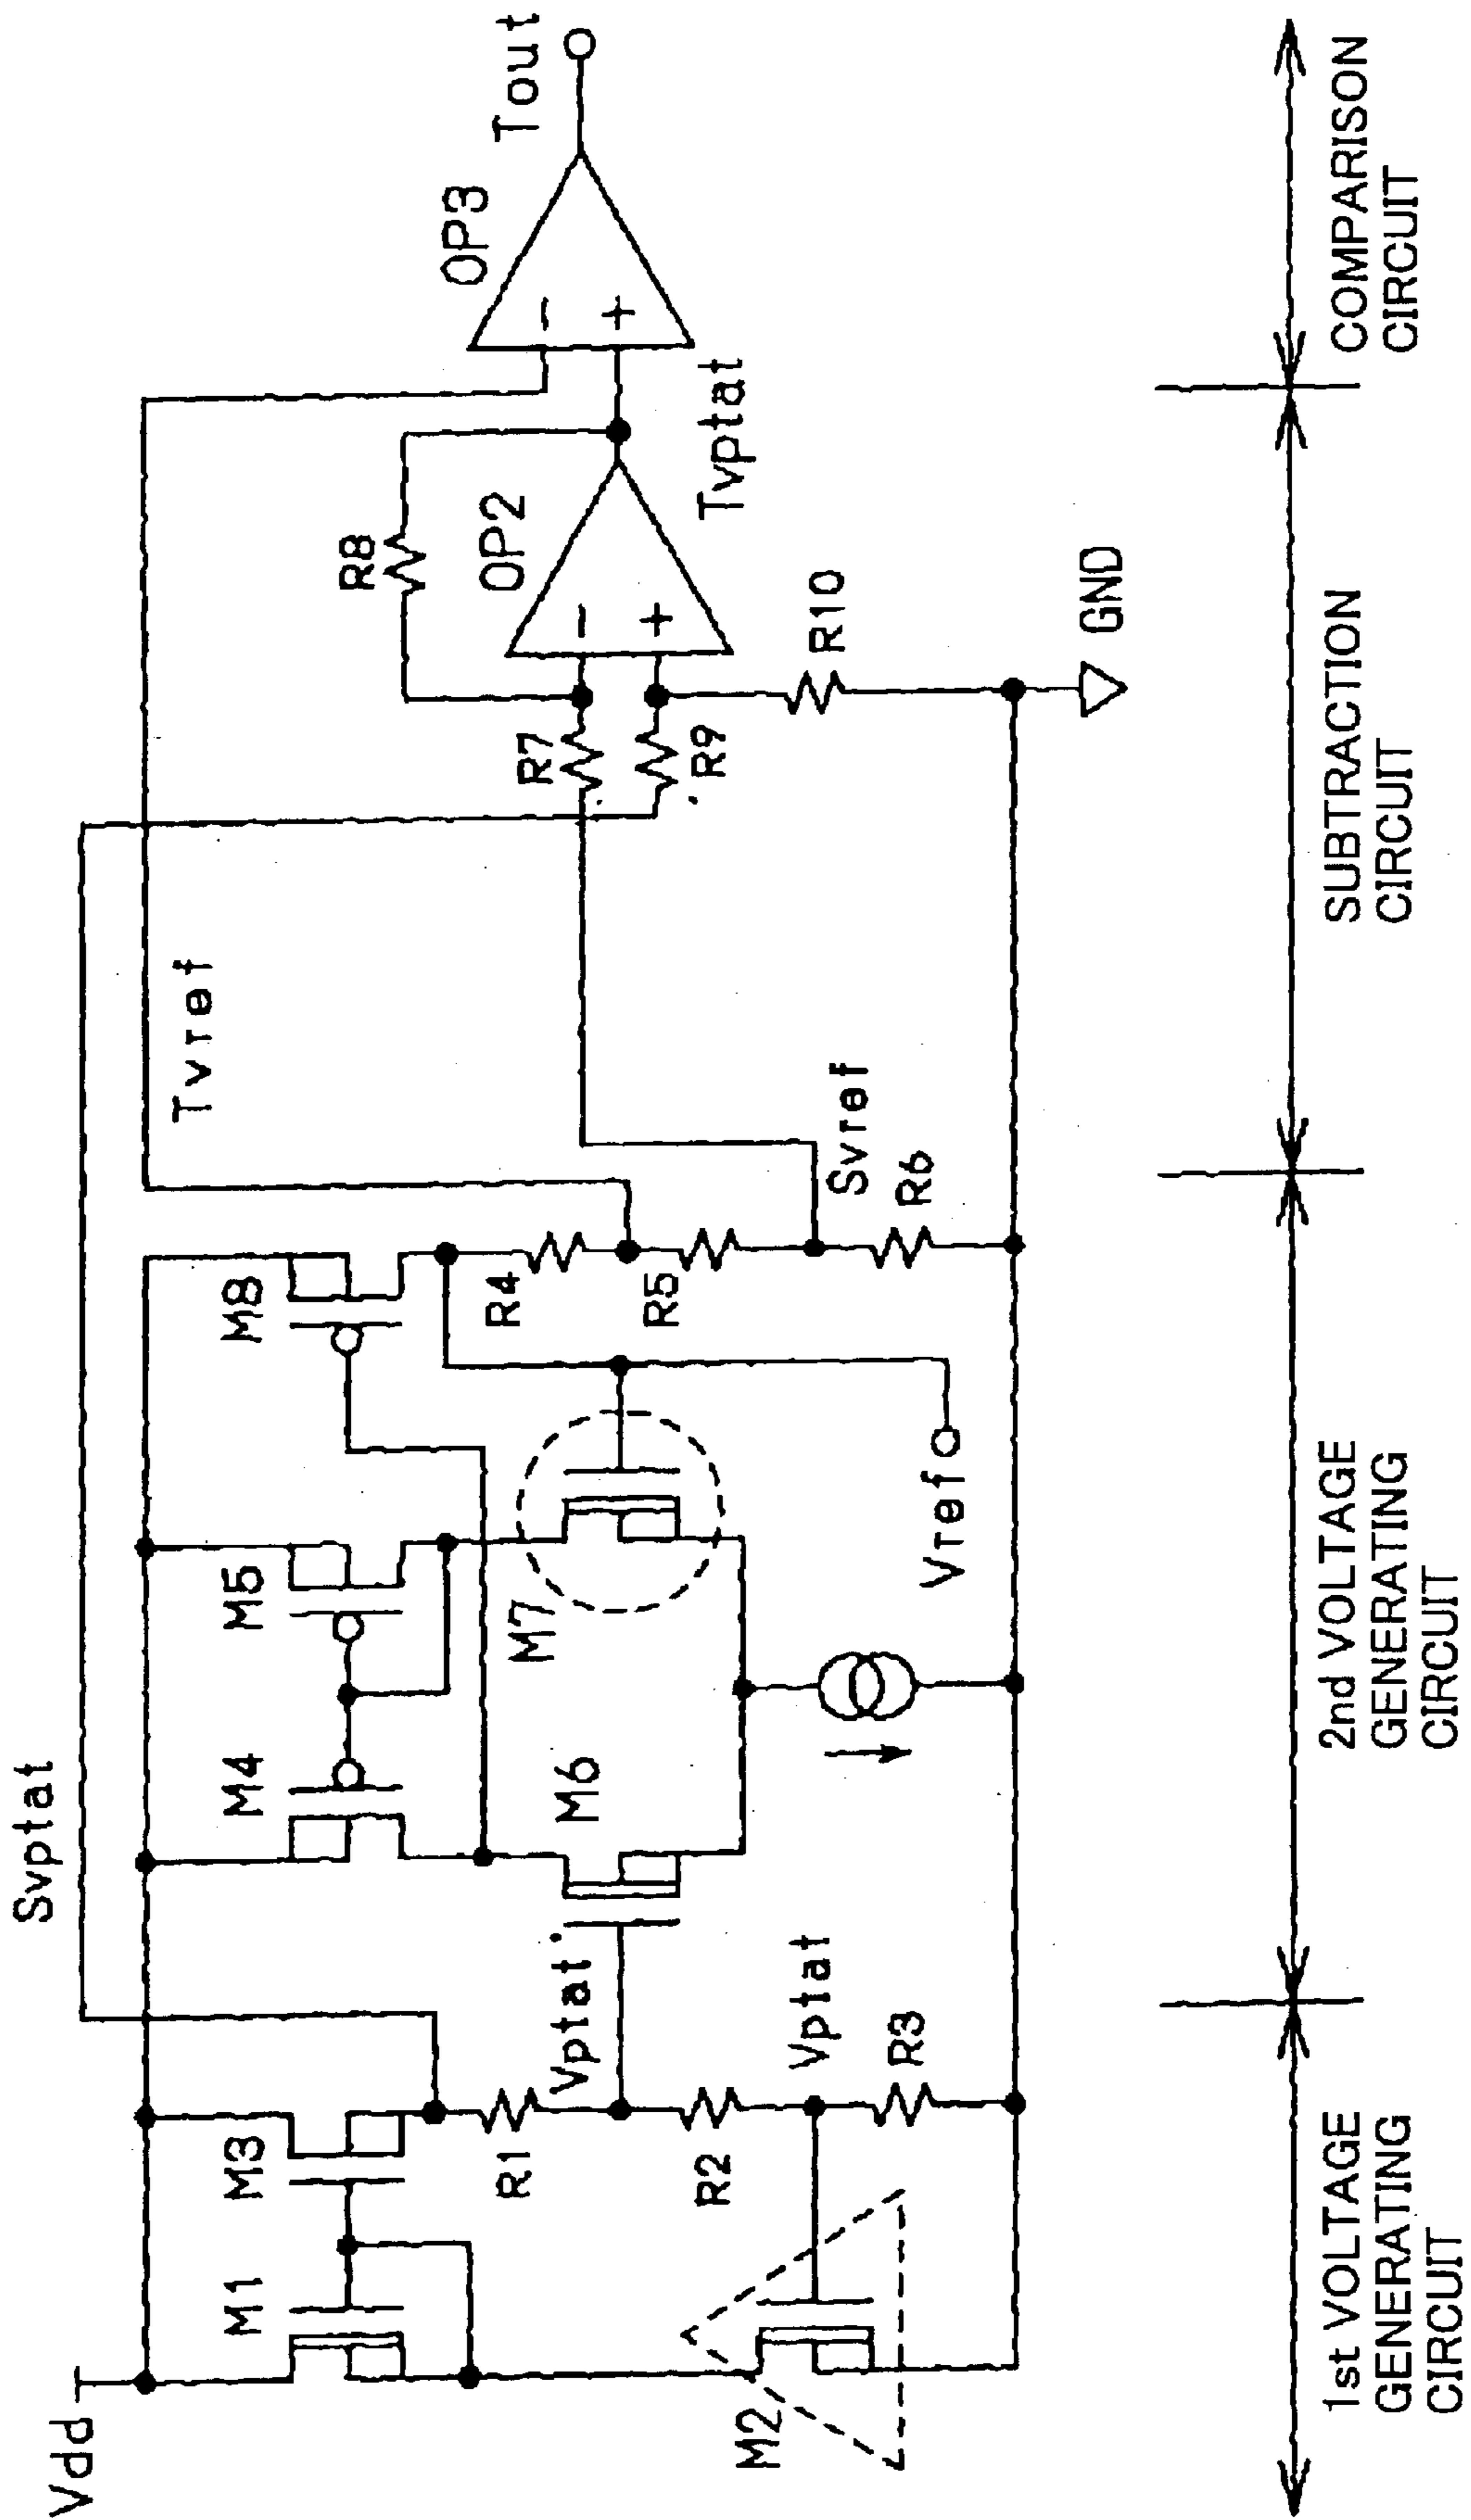 Vdd
Svptat
Tvref
M1
M3
M4
M5
M8
R8
OP3
Tout
OP2
R7
R9
Tvptat
R10
GND
R1
Vptat'
M6
M7
R4
R5
M2
R2
Vptat
R3
Vref
Svref
R6
1st VOLTAGE
GENERATING
CIRCUIT
2nd VOLTAGE
GENERATING
CIRCUIT
SUBTRACTION
CIRCUIT
COMPARISON
CIRCUIT
−
+
−
+